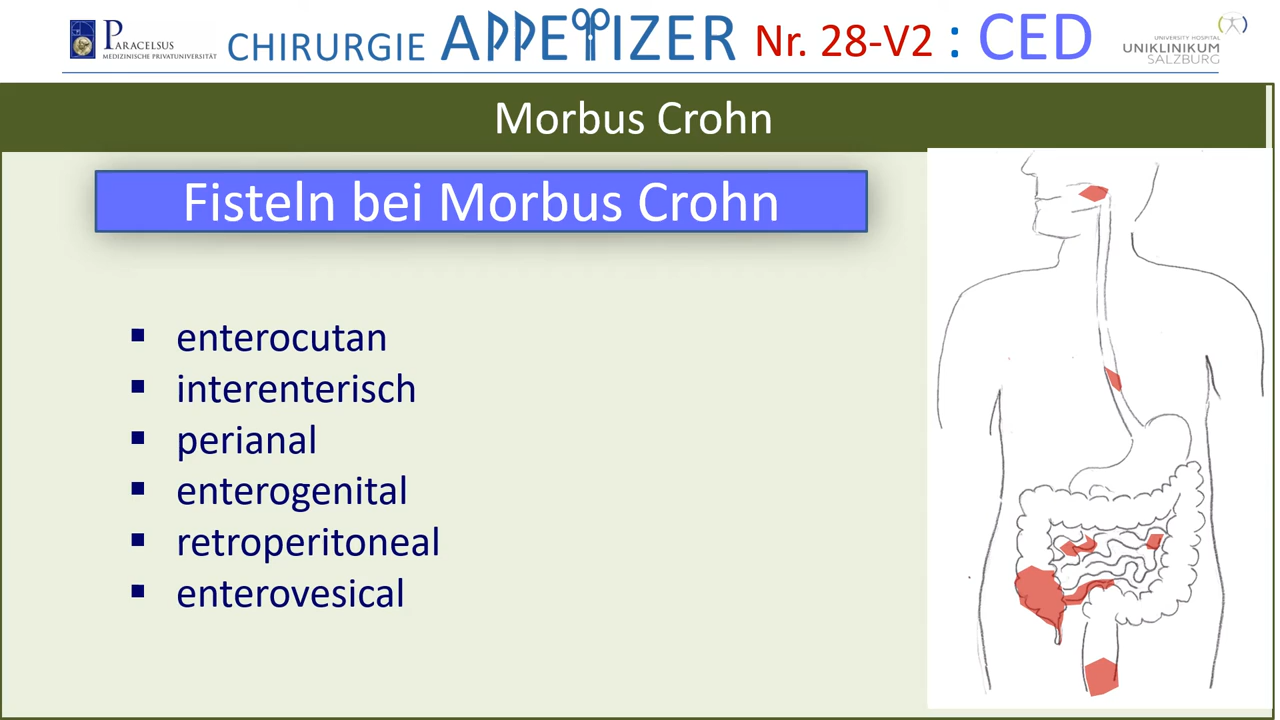 PARACELSUS
MEDIZINISCHE PRIVATUNIVERSITÄT
CHIRURGIE APPETIZER Nr. 28-V2 : CED
UNIVERSITY HOSPITAL
UNIKLINIKUM
SALZBURG
Morbus Crohn
Fisteln bei Morbus Crohn
▪ enterocutan
▪ interenterisch
▪ perianal
▪ enterogenital
▪ retroperitoneal
▪ enterovesical